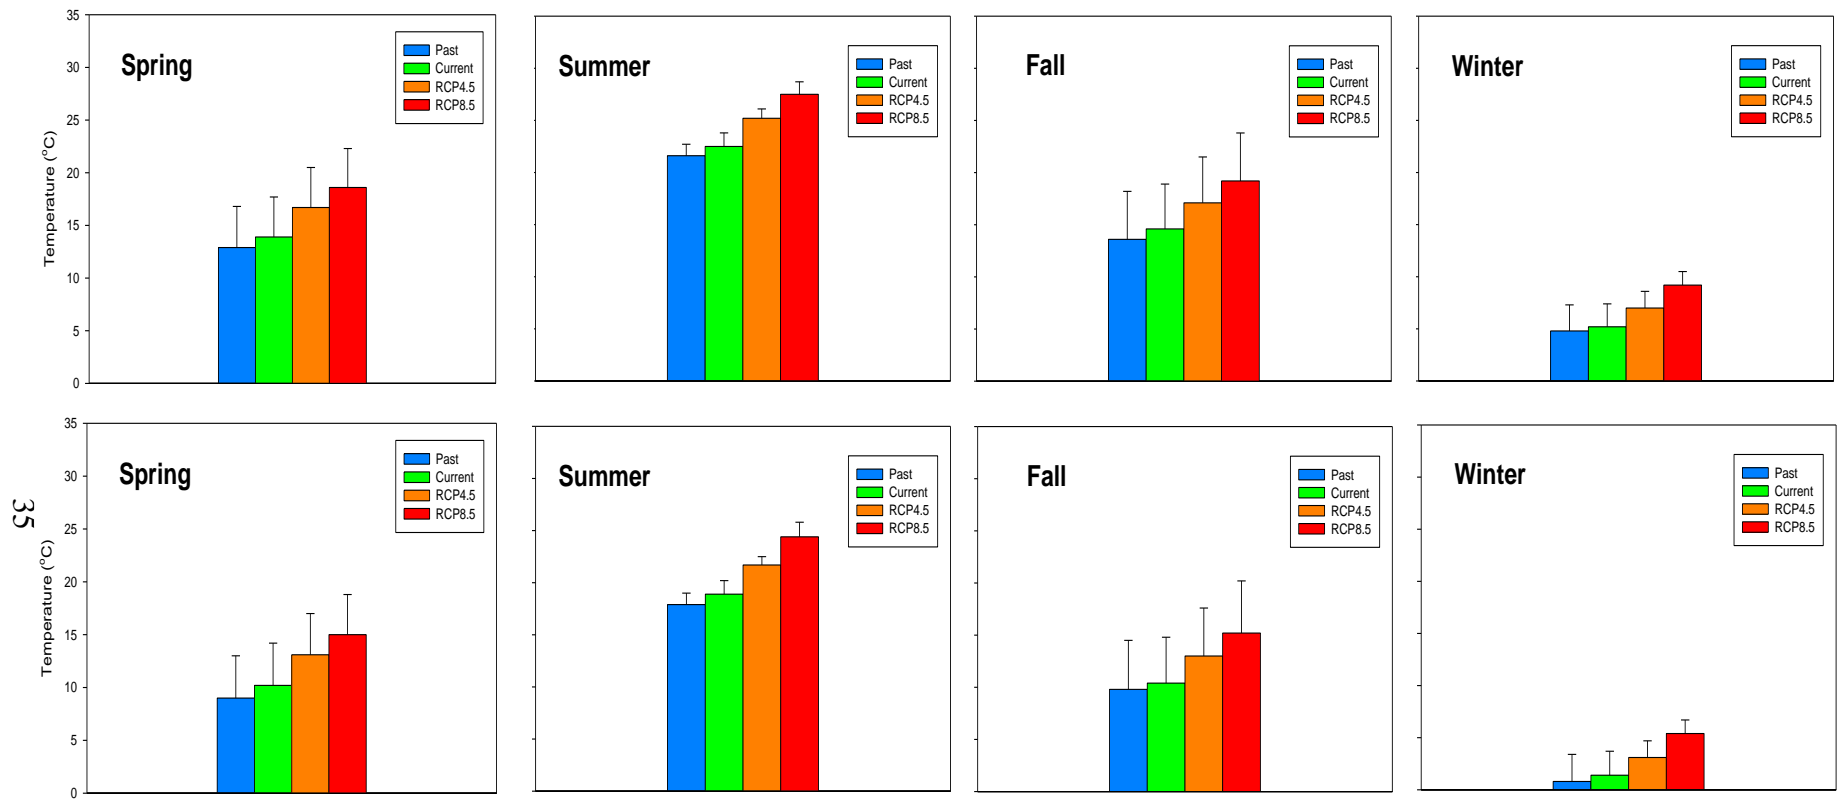 35
30
25
20
15
10
5
0
Temperature (°C)
Spring
Past
Current
RCP4.5
RCP8.5
Summer
Past
Current
RCP4.5
RCP8.5
Fall
Past
Current
RCP4.5
RCP8.5
Winter
Past
Current
RCP4.5
RCP8.5
35
35
30
25
20
15
10
5
0
Temperature (°C)
Spring
Past
Current
RCP4.5
RCP8.5
Summer
Past
Current
RCP4.5
RCP8.5
Fall
Past
Current
RCP4.5
RCP8.5
Winter
Past
Current
RCP4.5
RCP8.5